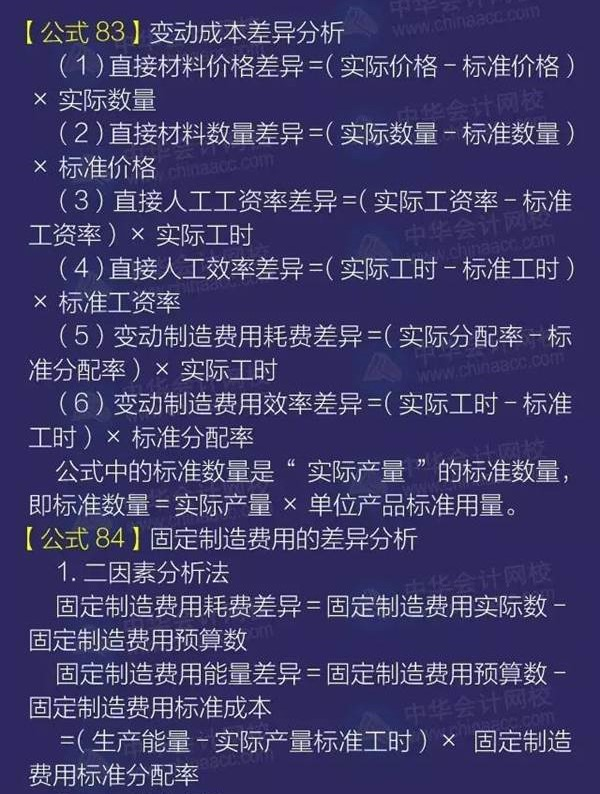 【公式 83】变动成本差异分析
（1）直接材料价格差异=（实际价格-标准价格）
× 实际数量
（2）直接材料数量差异=（实际数量-标准数量）
× 标准价格
（3）直接人工工资率差异=（实际工资率-标准
工资率）× 实际工时
（4）直接人工效率差异=（实际工时-标准工时）
× 标准工资率
（5）变动制造费用耗费差异=（实际分配率-标
准分配率）× 实际工时
（6）变动制造费用效率差异=（实际工时-标准
工时）× 标准分配率
公式中的标准数量是“实际产量”的标准数量，
即标准数量=实际产量 × 单位产品标准用量。
【公式 84】固定制造费用的差异分析
1. 二因素分析法
固定制造费用耗费差异=固定制造费用实际数-
固定制造费用预算数
固定制造费用能量差异=固定制造费用预算数-
固定制造费用标准成本
=（生产能量-实际产量标准工时）× 固定制造
费用标准分配率
中华会计网校
www.chinaacc.com